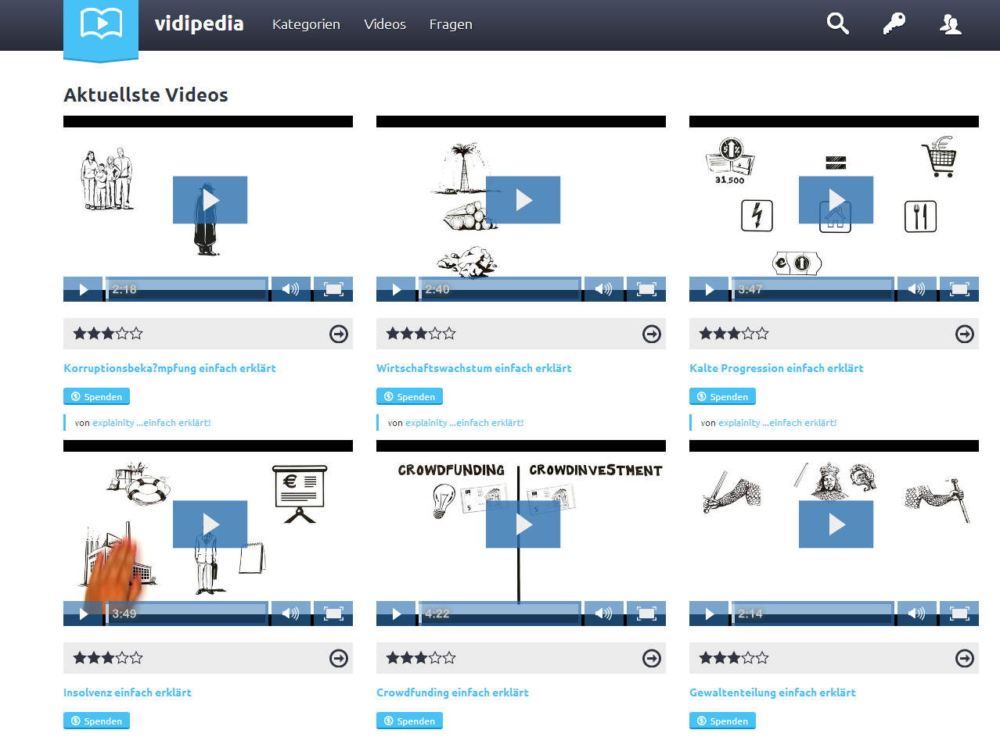 vidipedia Kategorien Videos Fragen
Aktuellste Videos
31,500
2:18
2:40
3:47
Korruptionsbeka?mpfung einfach erklärt
Wirtschaftswachstum einfach erklärt
Kalte Progression einfach erklärt
Spenden
Spenden
Spenden
von explainity ...einfach erklärt!
von explainity ...einfach erklärt!
von explainity ...einfach erklärt!
CROWDFUNDING
CROWDINVESTMENT
3:49
4:22
2:14
Insolvenz einfach erklärt
Crowdfunding einfach erklärt
Gewaltenteilung einfach erklärt
Spenden
Spenden
Spenden